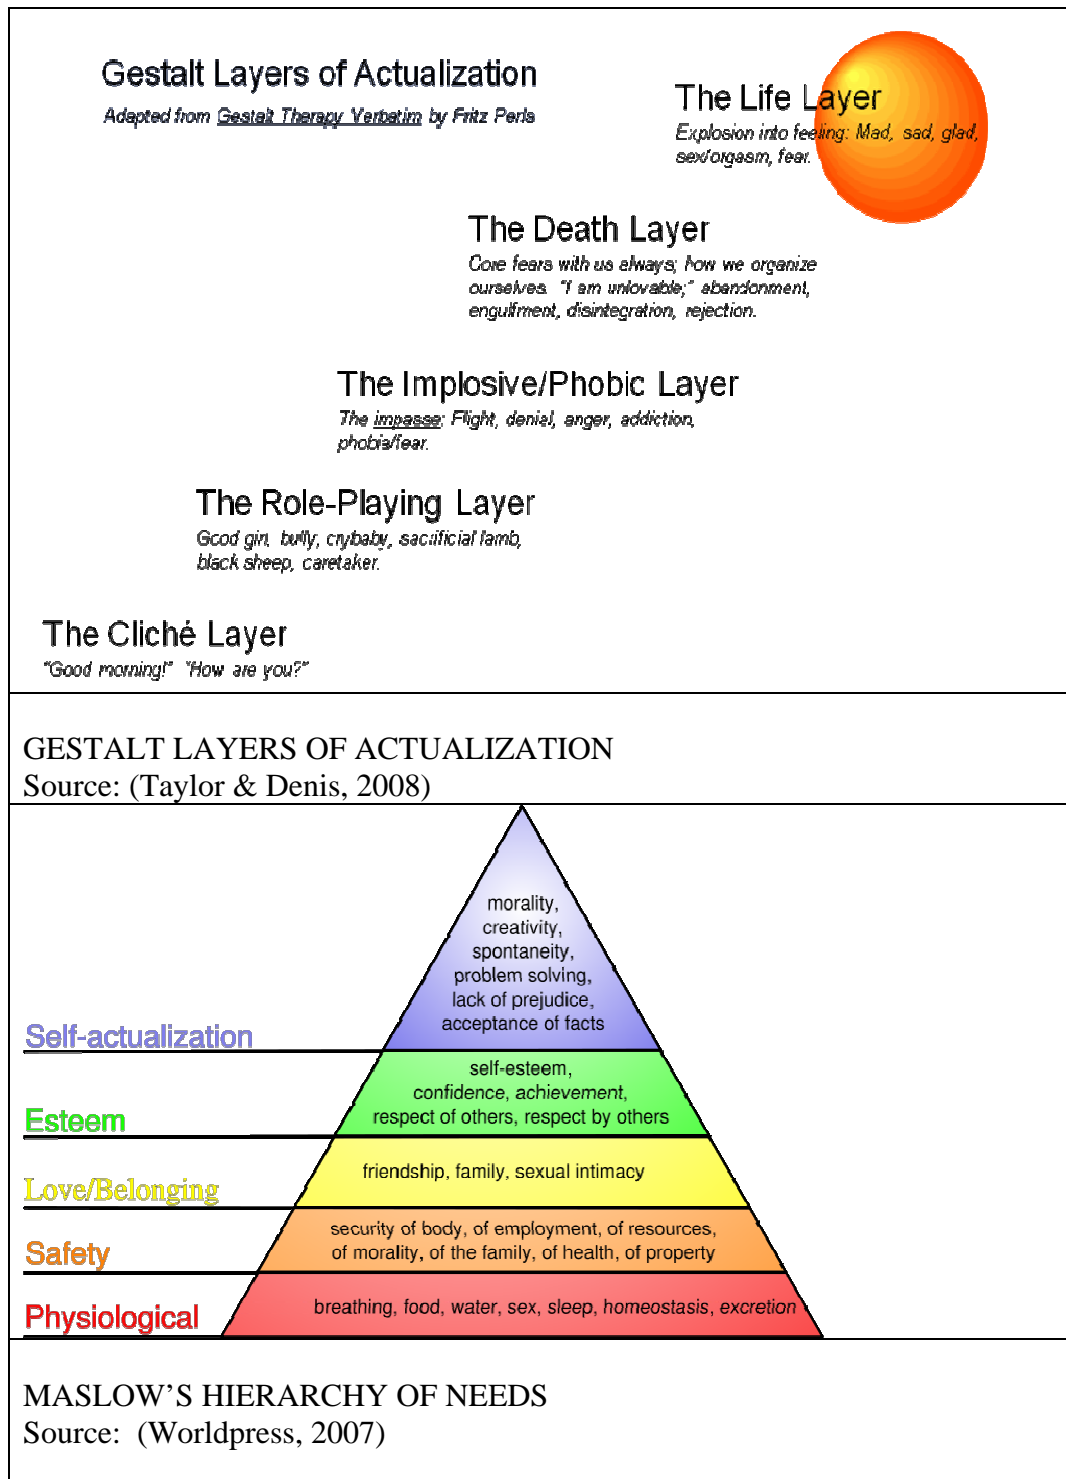 Gestalt Layers of Actualization
Adapted from Gestalt Therapy Verbatim by Fritz Perls
The Life Layer
Explosion into feeling: Mad, sad, glad,
sex/orgasm, fear.
The Death Layer
Core fears with us always; how we organize
ourselves. "I am unlovable;" abandonment,
engulfment, disintegration, rejection.
The Implosive/Phobic Layer
The impasse: Flight, denial, anger, addiction,
phobia/fear.
The Role-Playing Layer
Good girl, bully, crybaby, sacrificial lamb,
black sheep, caretaker.
The Cliché Layer
"Good morning!" "How are you?"
GESTALT LAYERS OF ACTUALIZATION
Source: (Taylor & Denis, 2008)
morality,
creativity,
spontaneity,
problem solving,
lack of prejudice,
acceptance of facts
Self-actualization
self-esteem,
confidence, achievement,
respect of others, respect by others
Esteem
friendship, family, sexual intimacy
Love/Belonging
security of body, of employment, of resources,
of morality, of the family, of health, of property
Safety
breathing, food, water, sex, sleep, homeostasis, excretion
Physiological
MASLOW’S HIERARCHY OF NEEDS
Source: (Worldpress, 2007)